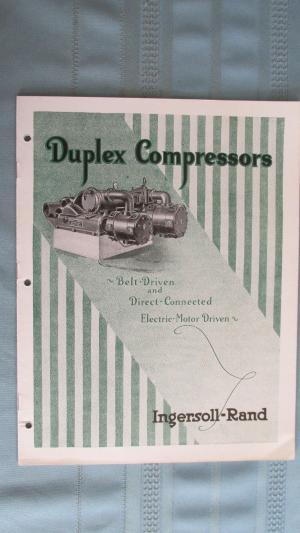 Duplex Compressors
~Belt-Driven
and
Direct-Connected
Electric-Motor Driven~
Ingersoll-Rand